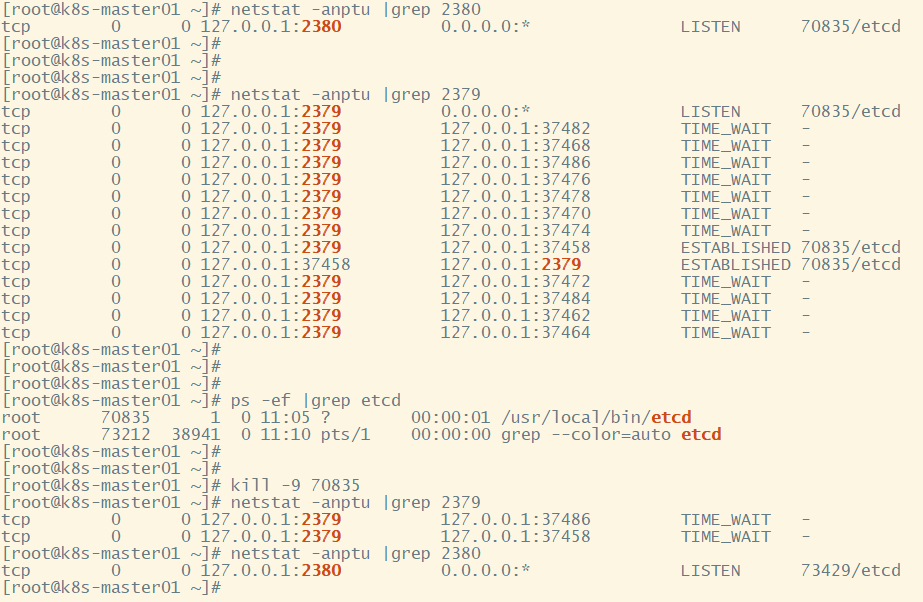 [root@k8s-master01 ~]# netstat -anptu |grep 2380
tcp        0      0 127.0.0.1:2380          0.0.0.0:*               LISTEN      70835/etcd
[root@k8s-master01 ~]#
[root@k8s-master01 ~]#
[root@k8s-master01 ~]#
[root@k8s-master01 ~]# netstat -anptu |grep 2379
tcp        0      0 127.0.0.1:2379          0.0.0.0:*               LISTEN      70835/etcd
tcp        0      0 127.0.0.1:2379          127.0.0.1:37482         TIME_WAIT   -
tcp        0      0 127.0.0.1:2379          127.0.0.1:37468         TIME_WAIT   -
tcp        0      0 127.0.0.1:2379          127.0.0.1:37486         TIME_WAIT   -
tcp        0      0 127.0.0.1:2379          127.0.0.1:37476         TIME_WAIT   -
tcp        0      0 127.0.0.1:2379          127.0.0.1:37478         TIME_WAIT   -
tcp        0      0 127.0.0.1:2379          127.0.0.1:37470         TIME_WAIT   -
tcp        0      0 127.0.0.1:2379          127.0.0.1:37474         TIME_WAIT   -
tcp        0      0 127.0.0.1:2379          127.0.0.1:37458         ESTABLISHED 70835/etcd
tcp        0      0 127.0.0.1:37458         127.0.0.1:2379          ESTABLISHED 70835/etcd
tcp        0      0 127.0.0.1:2379          127.0.0.1:37472         TIME_WAIT   -
tcp        0      0 127.0.0.1:2379          127.0.0.1:37484         TIME_WAIT   -
tcp        0      0 127.0.0.1:2379          127.0.0.1:37462         TIME_WAIT   -
tcp        0      0 127.0.0.1:2379          127.0.0.1:37464         TIME_WAIT   -
[root@k8s-master01 ~]#
[root@k8s-master01 ~]#
[root@k8s-master01 ~]#
[root@k8s-master01 ~]# ps -ef |grep etcd
root      70835      1  0 11:05 ?        00:00:01 /usr/local/bin/etcd
root      73212  38941  0 11:10 pts/1    00:00:00 grep --color=auto etcd
[root@k8s-master01 ~]#
[root@k8s-master01 ~]#
[root@k8s-master01 ~]# kill -9 70835
[root@k8s-master01 ~]# netstat -anptu |grep 2379
tcp        0      0 127.0.0.1:2379          127.0.0.1:37486         TIME_WAIT   -
tcp        0      0 127.0.0.1:2379          127.0.0.1:37458         TIME_WAIT   -
[root@k8s-master01 ~]# netstat -anptu |grep 2380
tcp        0      0 127.0.0.1:2380          0.0.0.0:*               LISTEN      73429/etcd
[root@k8s-master01 ~]#